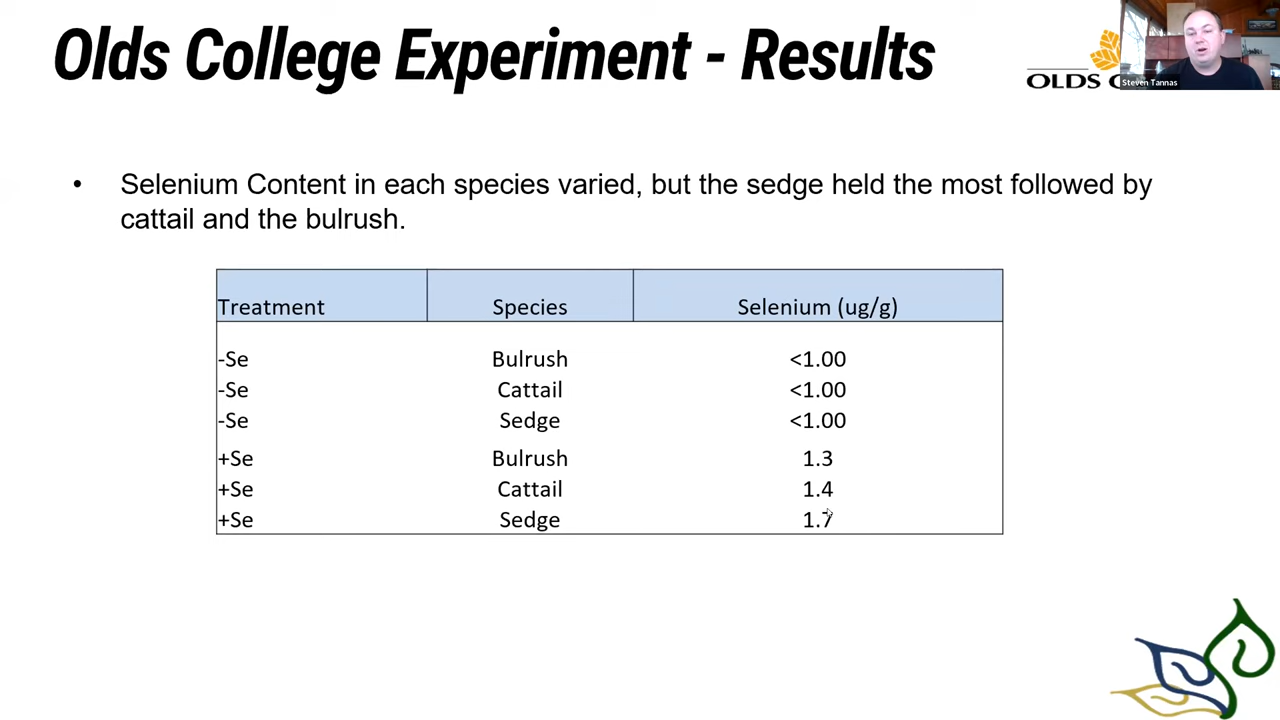 Olds College Experiment - Results
OLDS C
Steven Tannas
• Selenium Content in each species varied, but the sedge held the most followed by
cattail and the bulrush.
Treatment Species Selenium (ug/g)
-Se Bulrush <1.00
-Se Cattail <1.00
-Se Sedge <1.00
+Se Bulrush 1.3
+Se Cattail 1.4
+Se Sedge 1.7